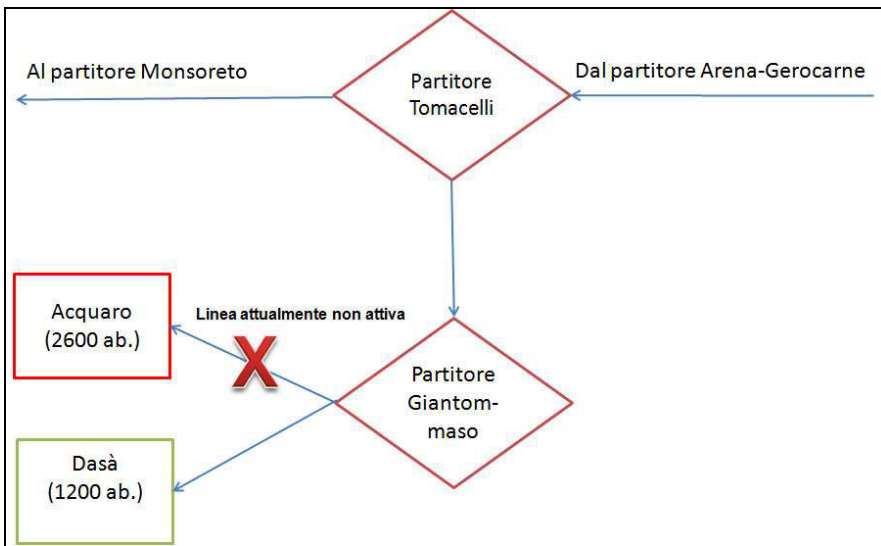 Al partitore Monsoreto
Partitore
Tomacelli
Dal partitore Arena-Gerocarne
Acquaro
(2600 ab.)
Linea attualmente non attiva
Partitore
Giantom-
maso
Dasà
(1200 ab.)